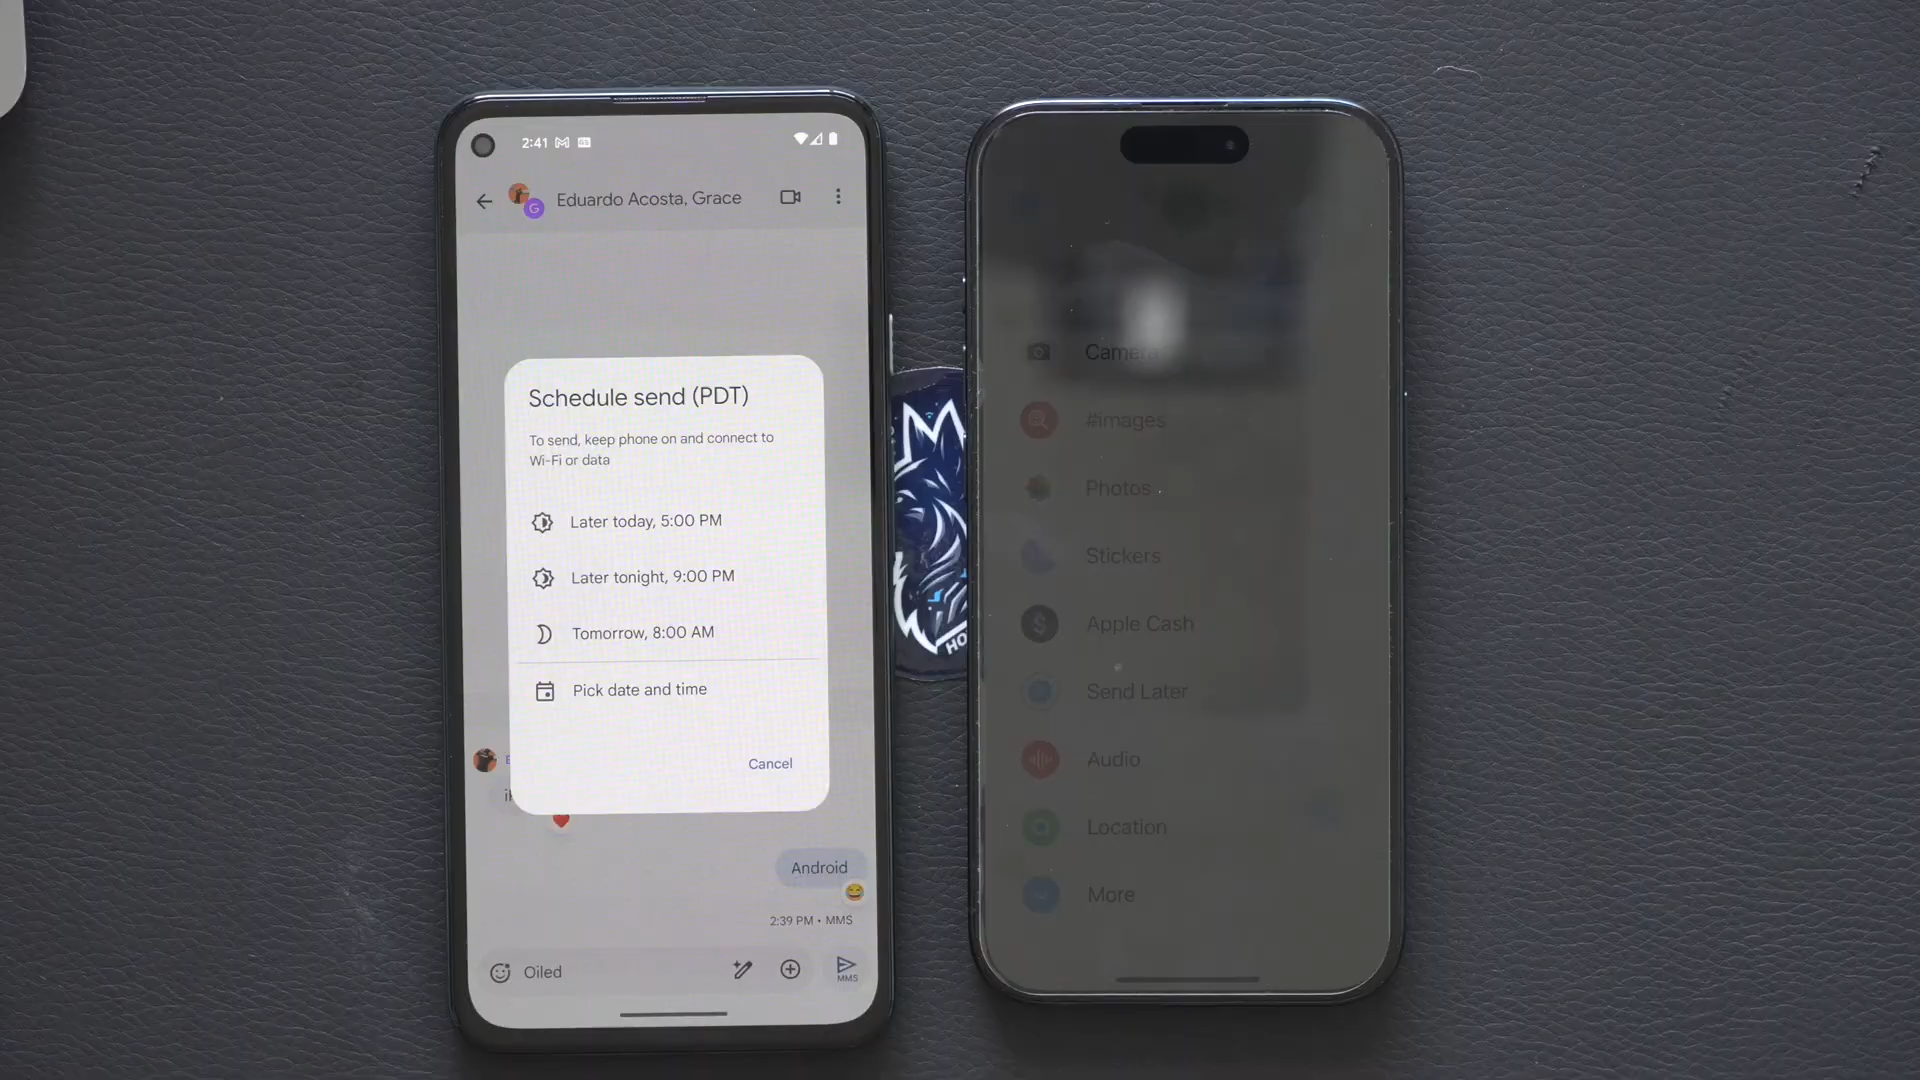 2:41
Eduardo Acosta, Grace
G
Schedule send (PDT)
To send, keep phone on and connect to
Wi-Fi or data
Later today, 5:00 PM
Later tonight, 9:00 PM
Tomorrow, 8:00 AM
Pick date and time
Cancel
Android
2:39 PM • MMS
Oiled
MMS
HO
Camera
#images
Photos
Stickers
Apple Cash
Send Later
Audio
Location
More